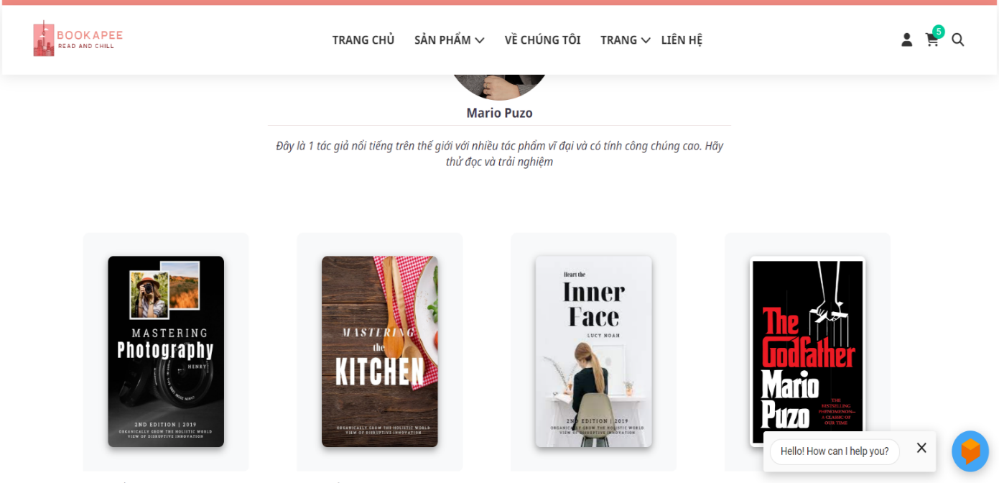 BOOKAPEE
READ AND CHILL
TRANG CHỦ SẢN PHẨM VỀ CHÚNG TÔI TRANG LIÊN HỆ
5
Mario Puzo
Đây là 1 tác giả nổi tiếng trên thế giới với nhiều tác phẩm vĩ đại và có tính công chúng cao. Hãy
thử đọc và trải nghiệm
MASTERING
Photography
HENRY
2ND EDITION | 2019
ORGANICALLY GROW THE HOLISTIC WORLD
VIEW OF DISRUPTIVE INNOVATION
MASTERING
the
KITCHEN
ORGANICALLY GROW THE HOLISTIC WORLD
VIEW OF DISRUPTIVE INNOVATION
Heart the
Inner
Face
LUCY NOAH
2ND EDITION | 2019
ORGANICALLY GROW THE HOLISTIC WORLD
VIEW OF DISRUPTIVE INNOVATION
The
Godfather
Mario
Puzo
THE
BESTSELLING
PHENOMENON—
A CLASSIC OF
OUR TIME
Hello! How can I help you?